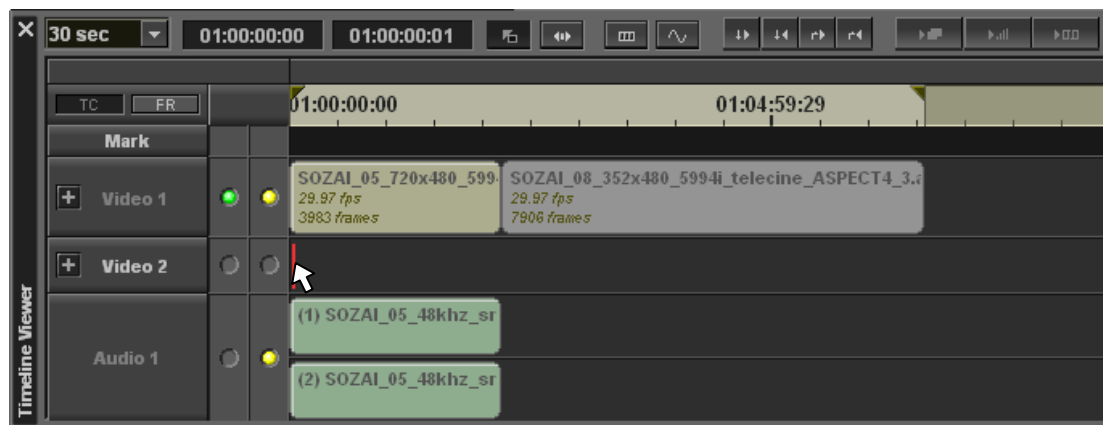 30 sec 01:00:00:00 01:00:00:01
TC FR 01:00:00:00 01:04:59:29
Mark
Video 1
SOZAI_05_720x480_599 SOZAI_08_352x480_5994i_telecine_ASPECT4_3.a
29.97 fps 29.97 fps
3983 frames 7906 frames
Video 2
Audio 1
(1) SOZAI_05_48khz_sr
(2) SOZAI_05_48khz_sr
Timeline Viewer